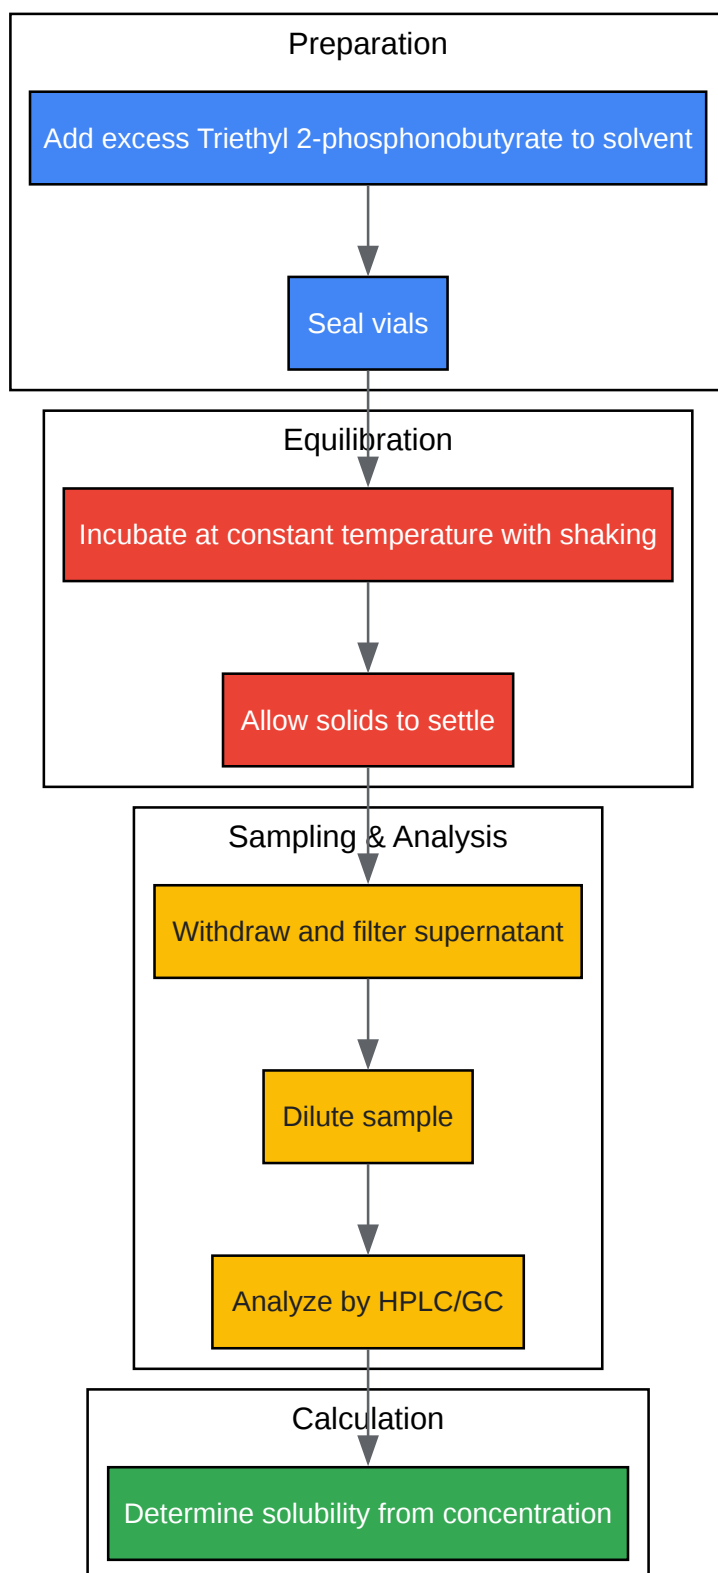 Preparation
Add excess Triethyl 2-phosphonobutyrate to solvent
Seal vials
Equilibration
Incubate at constant temperature with shaking
Allow solids to settle
Sampling & Analysis
Withdraw and filter supernatant
Dilute sample
Analyze by HPLC/GC
Calculation
Determine solubility from concentration